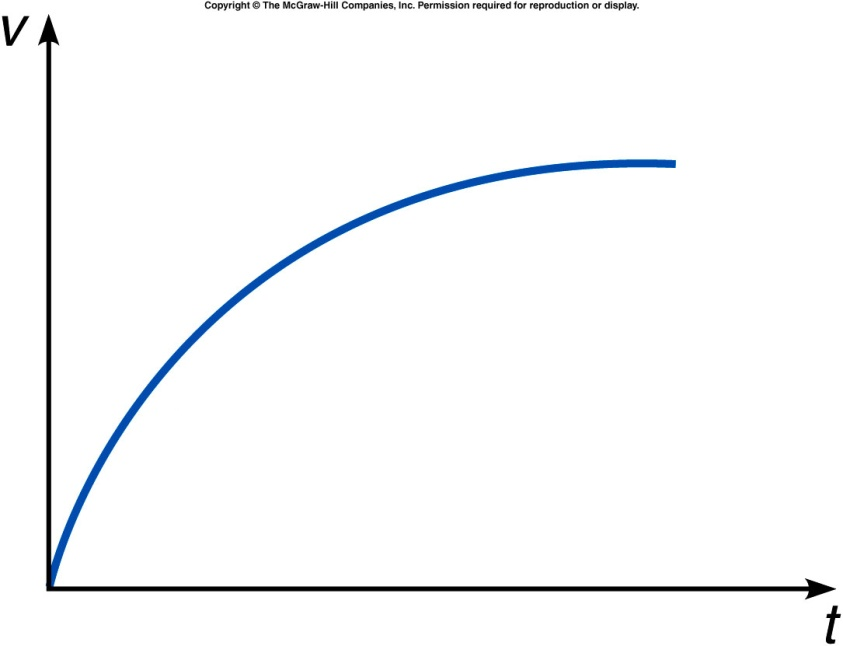 Copyright © The McGraw-Hill Companies, Inc. Permission required for reproduction or display.
v
t